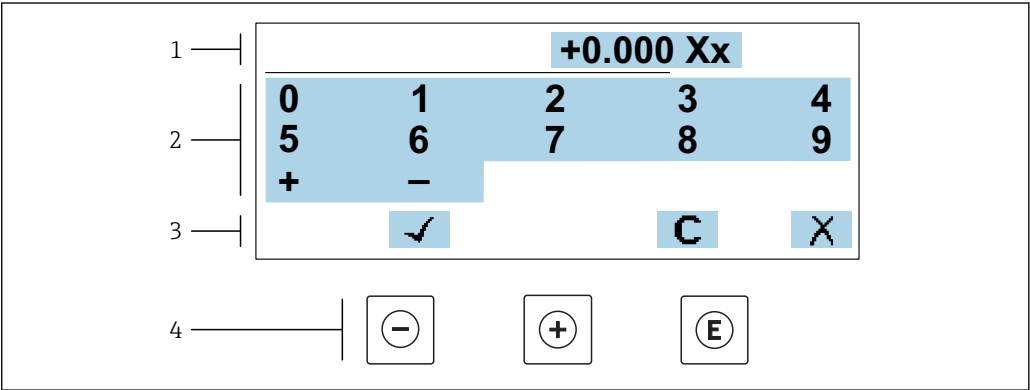 1 +0.000 Xx
0 1 2 3 4
2 5 6 7 8 9
+ –
3 ✓ C X
4 - + E